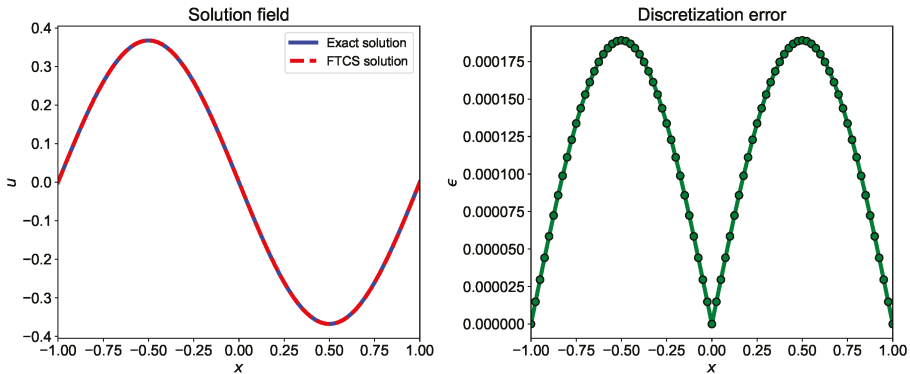 Solution field
0.4
0.3
0.2
0.1
0.0
−0.1
−0.2
−0.3
−0.4
u
Exact solution
FTCS solution
−1.00 −0.75 −0.50 −0.25 0.00 0.25 0.50 0.75 1.00
x
Discretization error
0.000175
0.000150
0.000125
0.000100
0.000075
0.000050
0.000025
0.000000
ϵ
−1.00 −0.75 −0.50 −0.25 0.00 0.25 0.50 0.75 1.00
x